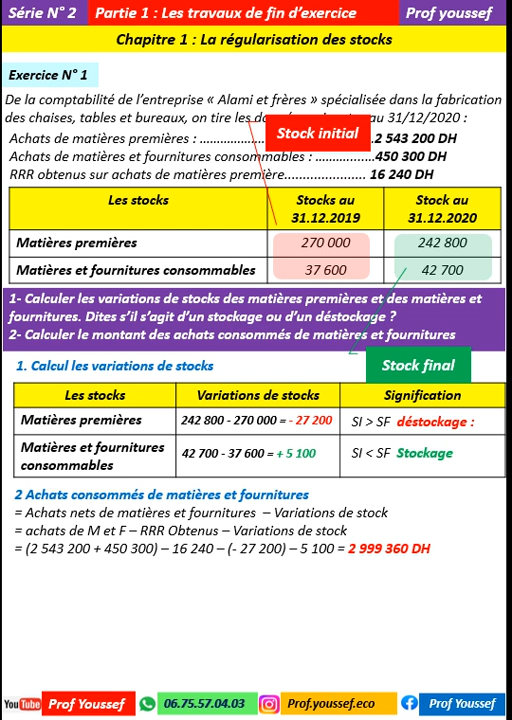 Série N° 2 Partie 1 : Les travaux de fin d'exercice Prof youssef
Chapitre 1 : La régularisation des stocks
Exercice N° 1
De la comptabilité de l'entreprise « Alami et frères » spécialisée dans la fabrication
des chaises, tables et bureaux, on tire les au 31/12/2020 :
Stock initial
Achats de matières premières : 2 543 200 DH
Achats de matières et fournitures consommables : ................450 300 DH
RRR obtenus sur achats de matières première...................... 16 240 DH
Les stocks Stocks au 31.12.2019 Stock au 31.12.2020
Matières premières 270 000 242 800
Matières et fournitures consommables 37 600 42 700
1- Calculer les variations de stocks des matières premières et des matières et
fournitures. Dites s'il s'agit d'un stockage ou d'un déstockage ?
2- Calculer le montant des achats consommés de matières et fournitures
Stock final
1. Calcul les variations de stocks
Les stocks Variations de stocks Signification
Matières premières 242 800 - 270 000 = - 27 200 SI > SF déstockage :
Matières et fournitures consommables 42 700 - 37 600 = + 5 100 SI < SF Stockage
2 Achats consommés de matières et fournitures
= Achats nets de matières et fournitures – Variations de stock
= achats de M et F – RRR Obtenus – Variations de stock
= (2 543 200 + 450 300) – 16 240 – (- 27 200) – 5 100 = 2 999 360 DH
YouTube Prof Youssef 06.75.57.04.03 Prof.youssef.eco Prof Youssef